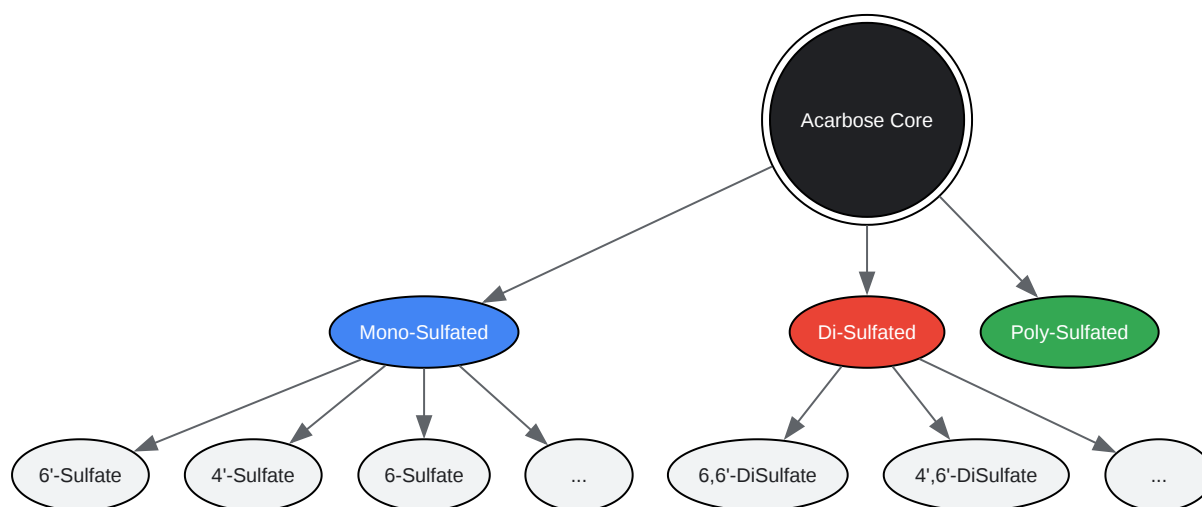 Acarbose Core
Mono-Sulfated
Di-Sulfated
Poly-Sulfated
6'-Sulfate
4'-Sulfate
6-Sulfate
...
6,6'-DiSulfate
4',6'-DiSulfate
...